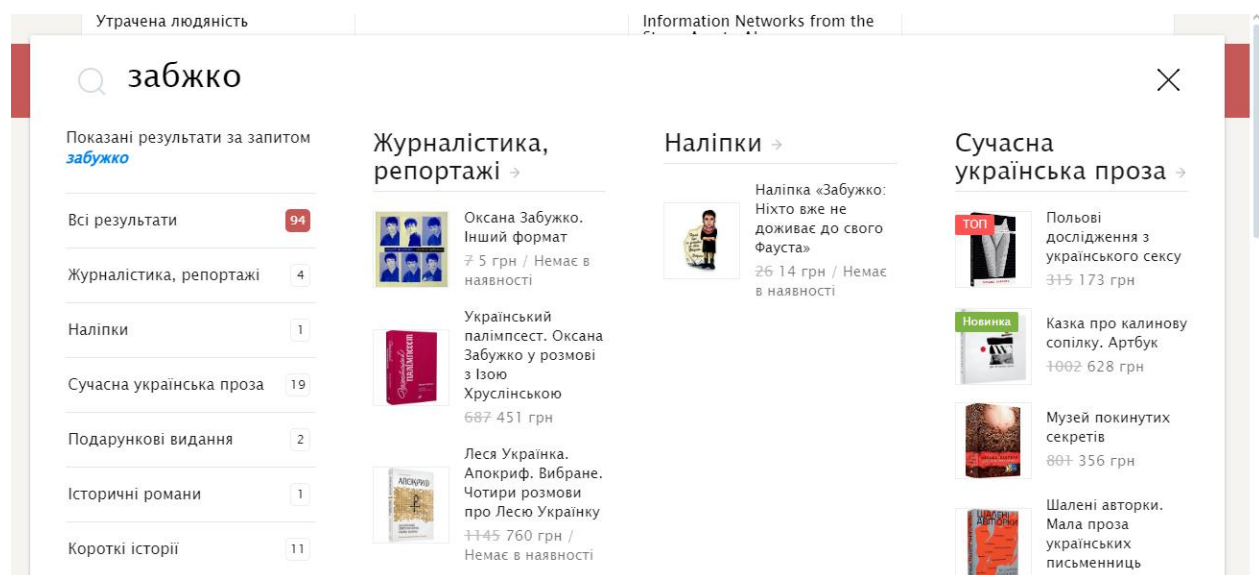 Утрачена людяність
Information Networks from the
забжко
Показані результати за запитом
забужко
Всі результати 94
Журналістика, репортажі 4
Наліпки 1
Сучасна українська проза 19
Подарункові видання 2
Історичні романи 1
Короткі історії 11
Журналістика,
репортажі →
Оксана Забужко.
Інший формат
7 5 грн / Немає в
наявності
Український
палімпсест. Оксана
Забужко у розмові
з Ізою
Хруслінською
687 451 грн
АПОКРИФ
Леся Українка.
Апокриф. Вибране.
Чотири розмови
про Лесю Українку
1145 760 грн /
Немає в наявності
Наліпки →
Наліпка «Забужко:
Ніхто вже не
доживає до свого
Фауста»
26 14 грн / Немає
в наявності
Сучасна
українська проза →
ТОП
Польові
дослідження з
українського сексу
315 173 грн
Новинка
Казка про калинову
сопілку. Артбук
1002 628 грн
Музей покинутих
секретів
801 356 грн
ШАЛЕНІ
АВТОРКИ
Шалені авторки.
Мала проза
українських
письменниць